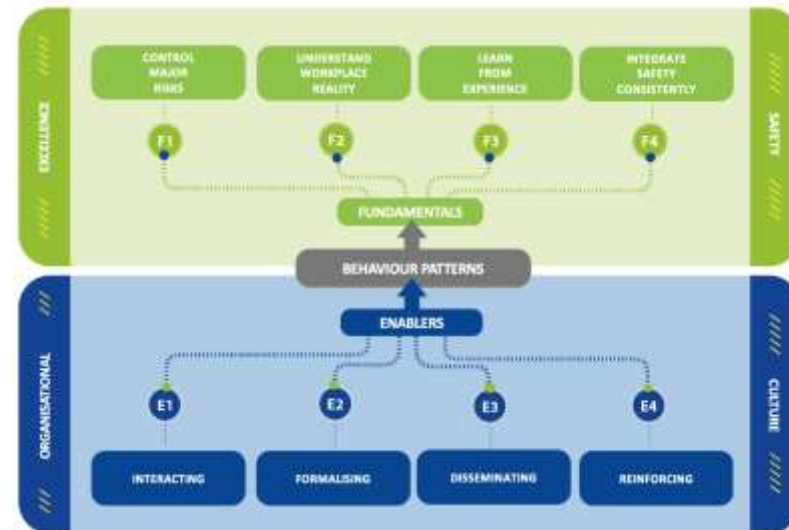 EXCELLENCE
SAFETY
CONTROL
MAJOR
RISKS
UNDERSTAND
WORKPLACE
REALITY
LEARN
FROM
EXPERIENCE
INTEGRATE
SAFETY
CONSISTENTLY
F1
F2
F3
F4
FUNDAMENTALS
BEHAVIOUR PATTERNS
ENABLERS
ORGANISATIONAL
CULTURE
E1
E2
E3
E4
INTERACTING
FORMALISING
DISSEMINATING
REINFORCING